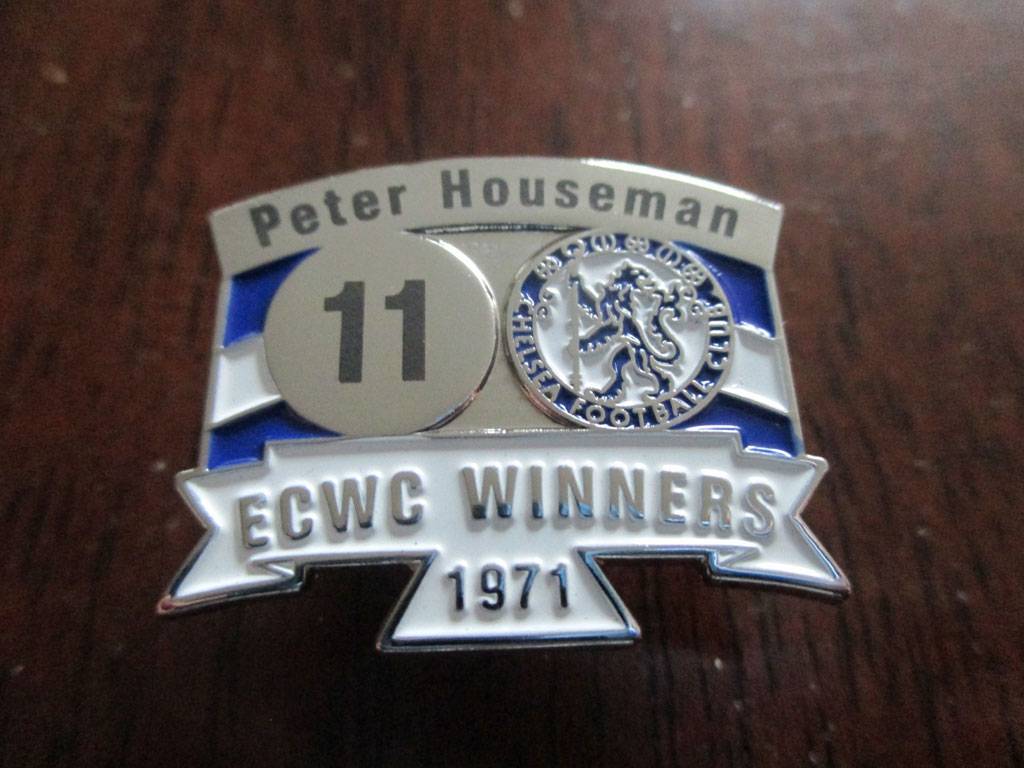 Peter Houseman
11
CHELSEA FOOTBALL CLUB
ECWC WINNERS
1971